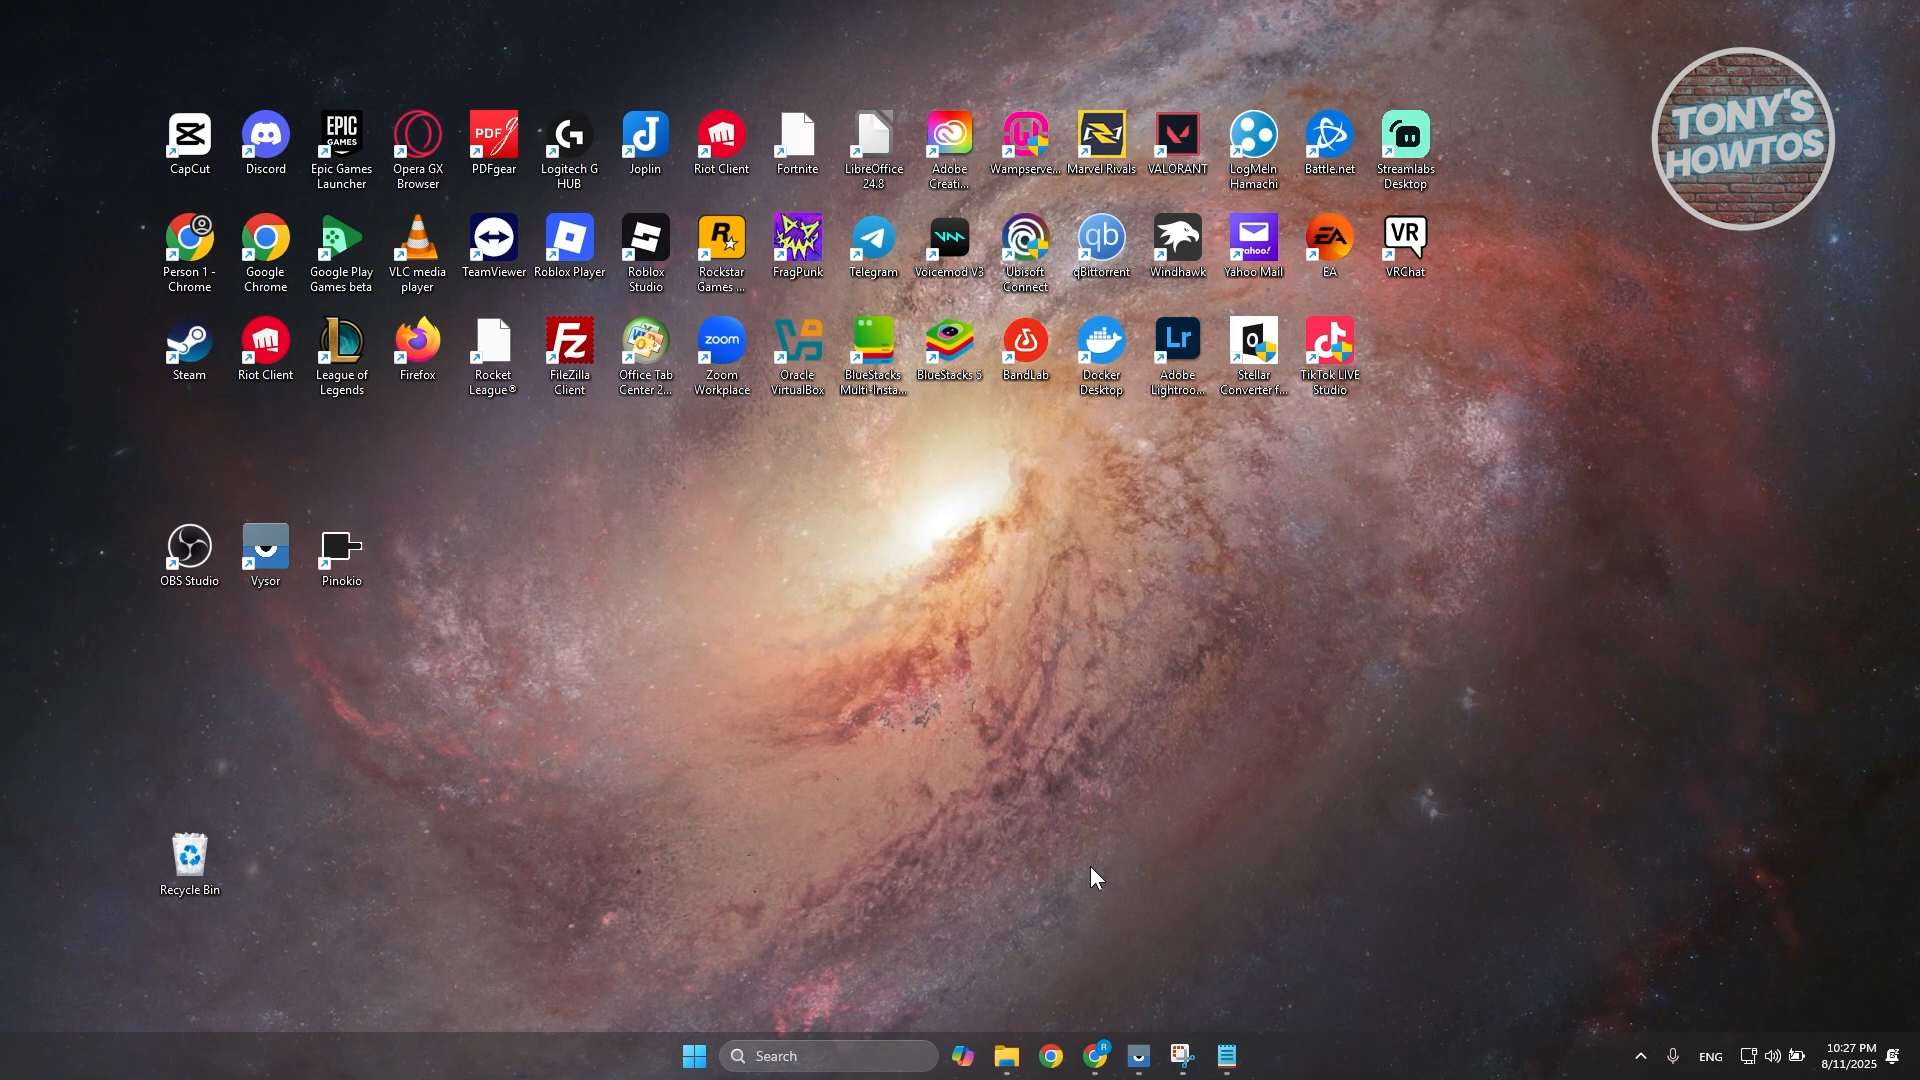 TONY'S
HOWTOS
CapCut
Discord
Epic Games
Launcher
Opera GX
Browser
PDFgear
Logitech G
HUB
Joplin
Riot Client
Fortnite
LibreOffice
24.8
Adobe
Creati...
Wampserve...
Marvel Rivals
VALORANT
LogMeIn
Hamachi
Battle.net
Streamlabs
Desktop
Person 1 -
Chrome
Google
Chrome
Google Play
Games beta
VLC media
player
TeamViewer
Roblox Player
Roblox
Studio
Rockstar
Games ...
FragPunk
Telegram
Voicemod V3
Ubisoft
Connect
qBittorrent
Windhawk
Yahoo Mail
EA
VRChat
Steam
Riot Client
League of
Legends
Firefox
Rocket
League®
FileZilla
Client
Office Tab
Center 2...
Zoom
Workplace
Oracle
VirtualBox
BlueStacks
Multi-Insta...
BlueStacks 5
BandLab
Docker
Desktop
Adobe
Lightroo...
Stellar
Converter f...
TikTok LIVE
Studio
OBS Studio
Vysor
Pinokio
Recycle Bin
Search
ENG
10:27 PM
8/11/2025